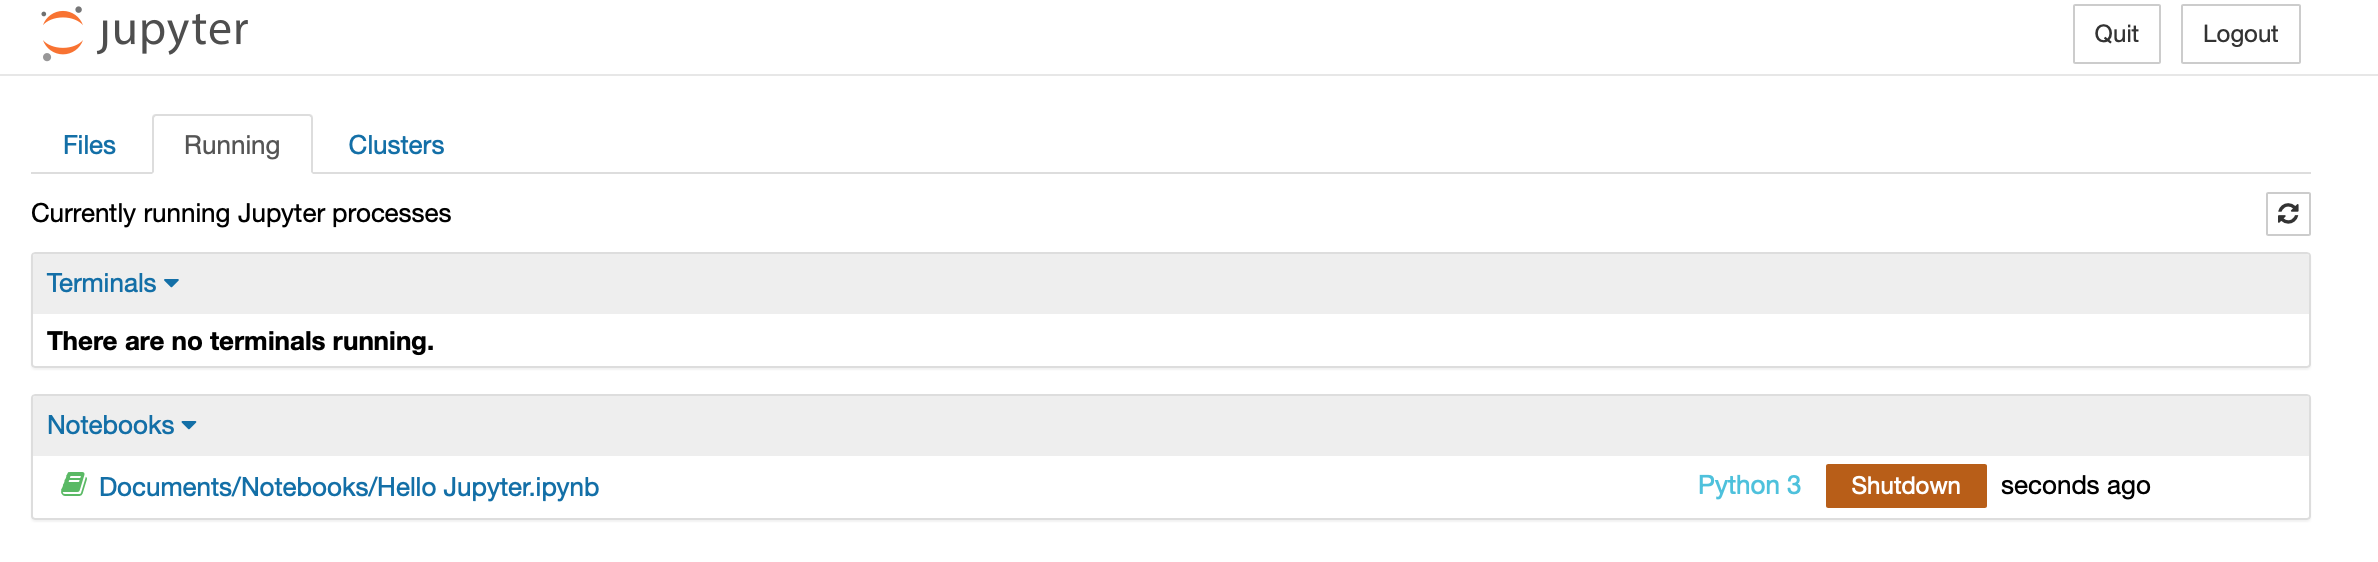 jupyter
Quit Logout
Files Running Clusters
Currently running Jupyter processes
Terminals
There are no terminals running.
Notebooks
Documents/Notebooks/Hello Jupyter.ipynb Python 3 Shutdown seconds ago